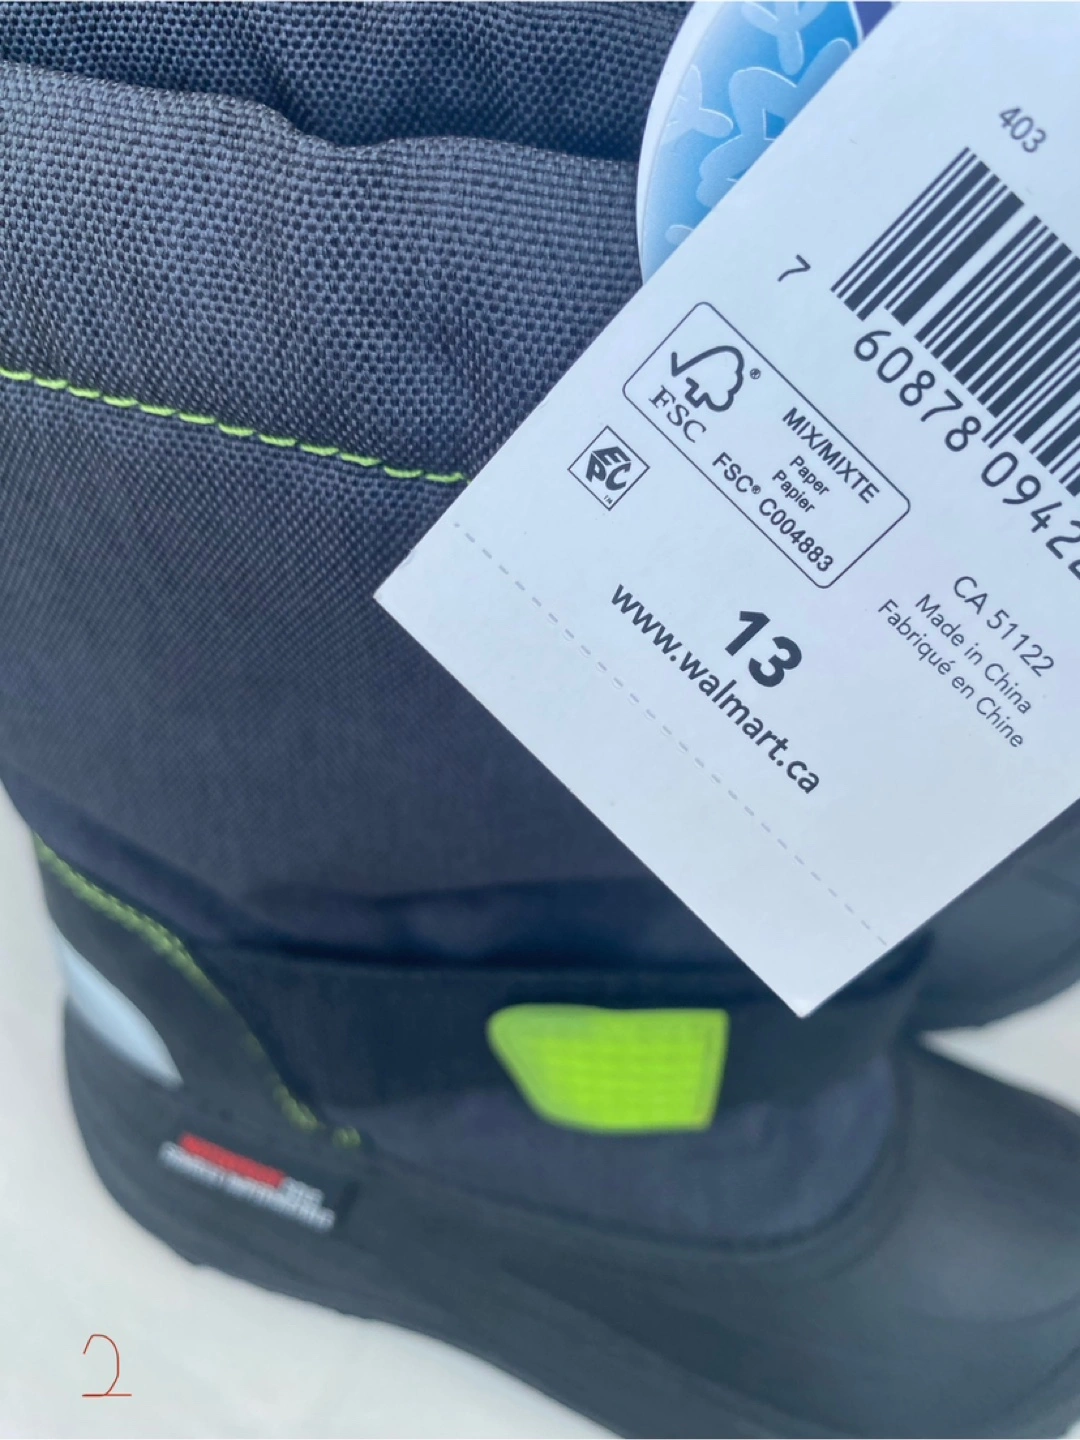 403
7
60878 0942
FSC
MIX/MIXTE
Paper
Papier
FSC® C004883
EPC
CA 51122
Made in China
Fabriqué en Chine
13
www.walmart.ca
2